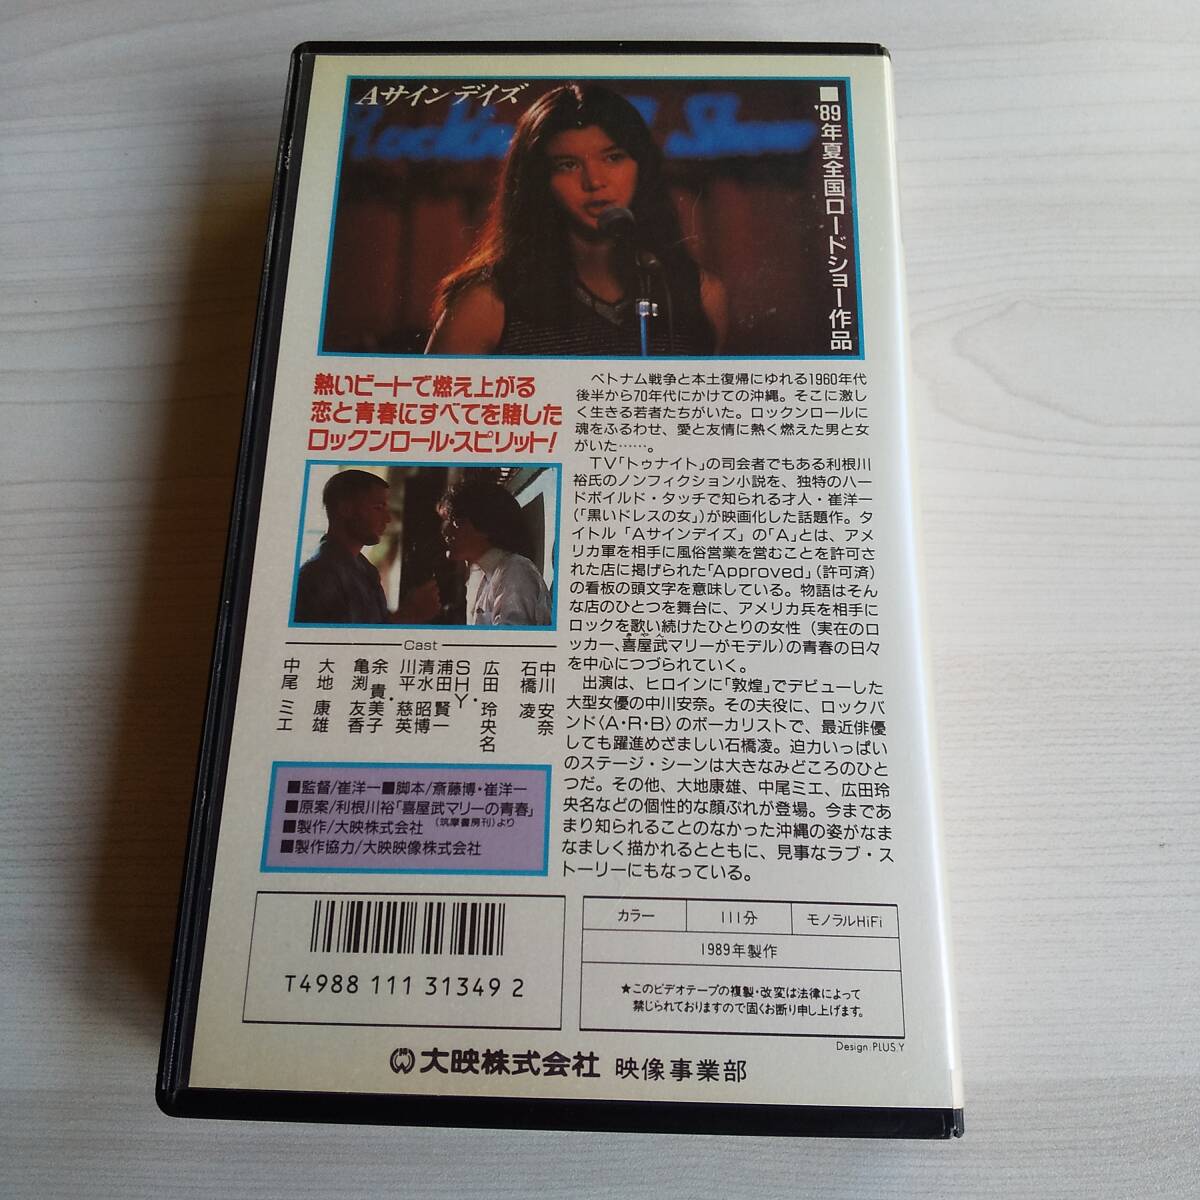 Aサインデイズ
■'89年夏全国ロードショー作品
熱いビートで燃え上がる
恋と青春にすべてを賭した
ロックンロール・スピリット!
ベトナム戦争と本土復帰にゆれる1960年代
後半から70年代にかけての沖縄。そこに激し
く生きる若者たちがいた。ロックンロールに
魂をふるわせ、愛と友情に熱く燃えた男と女
がいた……。
TV「トゥナイト」の司会者でもある利根川
裕氏のノンフィクション小説を、独特のハー
ドボイルド・タッチで知られる才人・崔洋一
(「黒いドレスの女」)が映画化した話題作。タ
イトル「Aサインデイズ」の「A」とは、アメ
リカ軍を相手に風俗営業を営むことを許可さ
れた店に掲げられた「Approved」(許可済)
の看板の頭文字を意味している。物語はそん
な店のひとつを舞台に、アメリカ兵を相手に
ロックを歌い続けたひとりの女性(実在のロ
ッカー、喜屋武マリーがモデル)の青春の日々
を中心につづられていく。
出演は、ヒロインに「敦煌」でデビューした
大型女優の中川安奈。その夫役に、ロックバ
ンド〈A・R・B〉のボーカリストで、最近俳優
しても躍進めざましい石橋凌。迫力いっぱい
のステージ・シーンは大きなみどころのひと
つだ。その他、大地康雄、中尾ミエ、広田玲
央名などの個性的な顔ぶれが登場。今まであ
まり知られることのなかった沖縄の姿がなま
なましく描かれるとともに、見事なラブ・ス
トーリーにもなっている。
Cast
中川 安奈
石橋 凌
広田 玲央名
SHY・
浦田 賢一
清水 昭博
川平 慈英
余 貴美子
亀渕 友香
大地 康雄
中尾 ミエ
■監督/崔洋一■脚本/斎藤博・崔洋一
■原案/利根川裕「喜屋武マリーの青春」
(筑摩書房刊)より
■製作/大映株式会社
■製作協力/大映映像株式会社
T4988 111 31349 2
カラー 111分 モノラルHiFi
1989年製作
★このビデオテープの複製・改変は法律によって
禁じられておりますので固くお断り申し上げます。
Design:PLUS.Y
大映株式会社 映像事業部